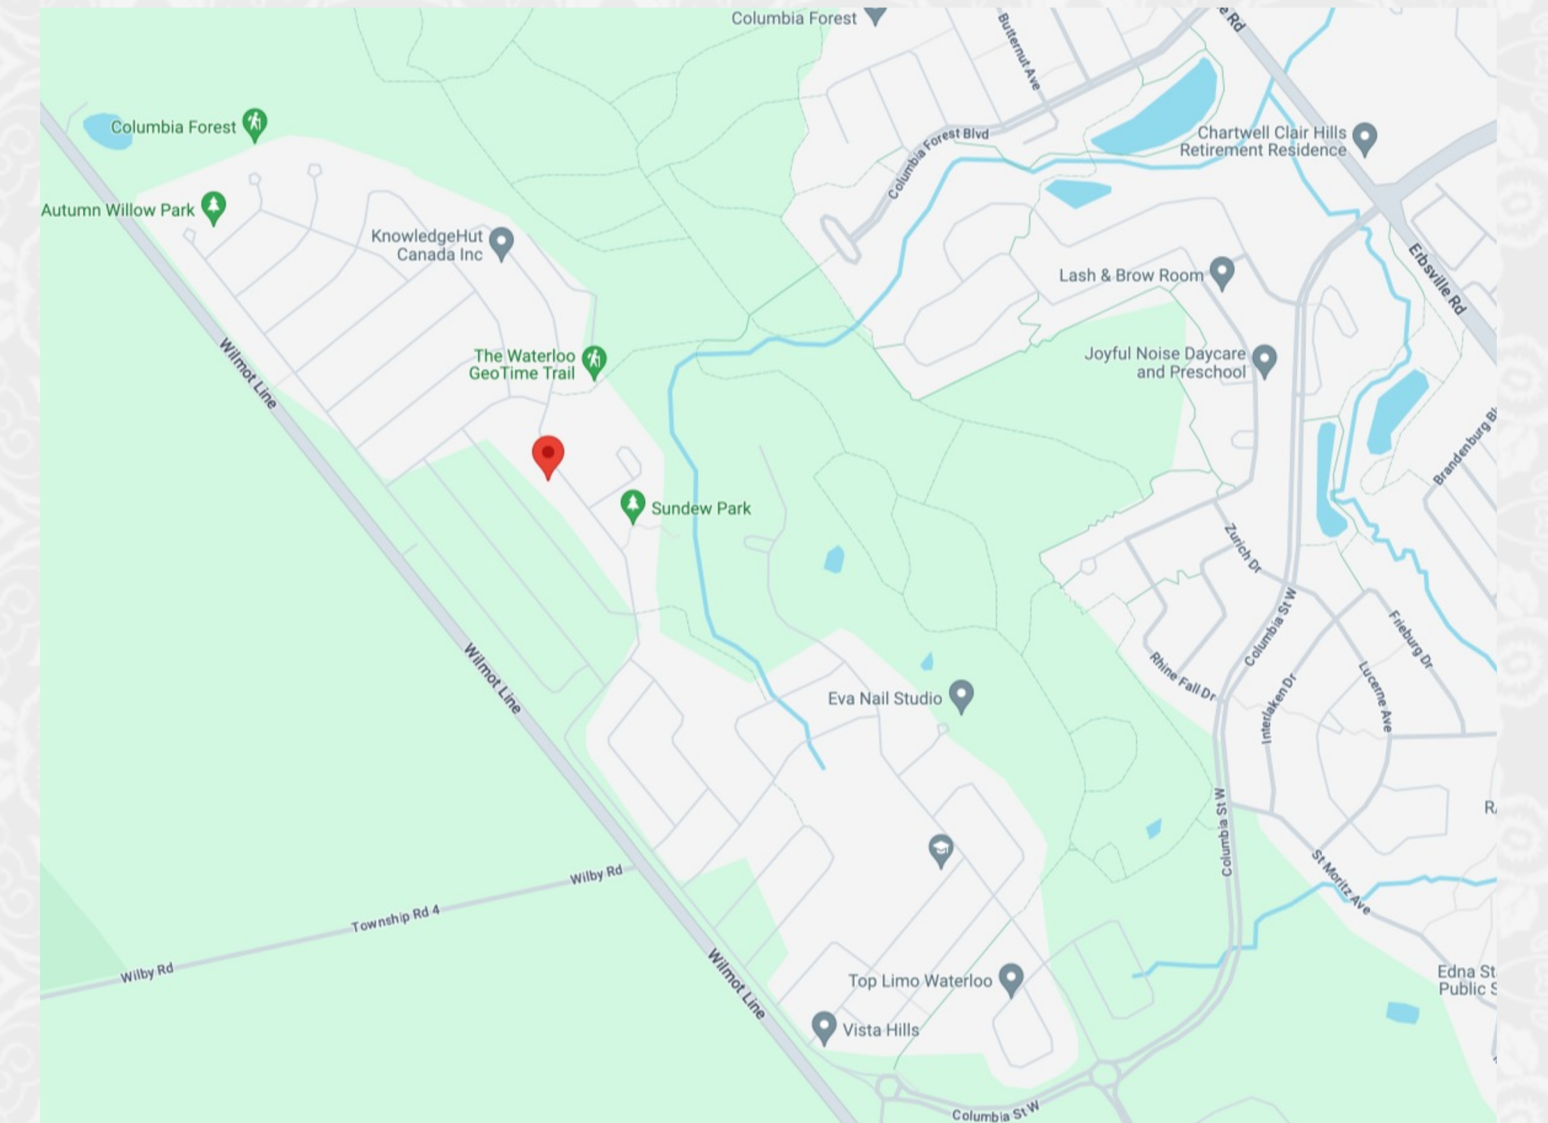 Columbia Forest
Butternut Ave
e Rd
Columbia Forest
Chartwell Clair Hills
Retirement Residence
Columbia Forest Blvd
Autumn Willow Park
KnowledgeHut
Canada Inc
Lash & Brow Room
Erbsville Rd
Wilmot Line
The Waterloo
GeoTime Trail
Joyful Noise Daycare
and Preschool
Brandenburg Bl
Sundew Park
Zurich Dr
Columbia St W
Frieburg Dr
Wilmot Line
Rhine Fall Dr
Interlaken Dr
Lucerne Ave
Eva Nail Studio
Columbia St W
R
St Moritz Ave
Wilby Rd
Township Rd 4
Wilby Rd
Wilmot Line
Top Limo Waterloo
Edna St
Public S
Vista Hills
Columbia St W